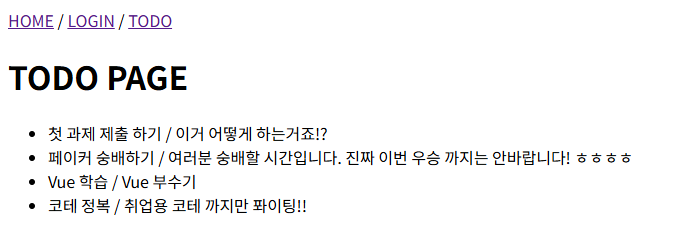 HOME / LOGIN / TODO
TODO PAGE
첫 과제 제출 하기 / 이거 어떻게 하는거죠!?
페이커 숭배하기 / 여러분 숭배할 시간입니다. 진짜 이번 우승 까지는 안바랍니다! ㅎㅎㅎㅎ
Vue 학습 / Vue 부수기
코테 정복 / 취업용 코테 까지만 퐈이팅!!